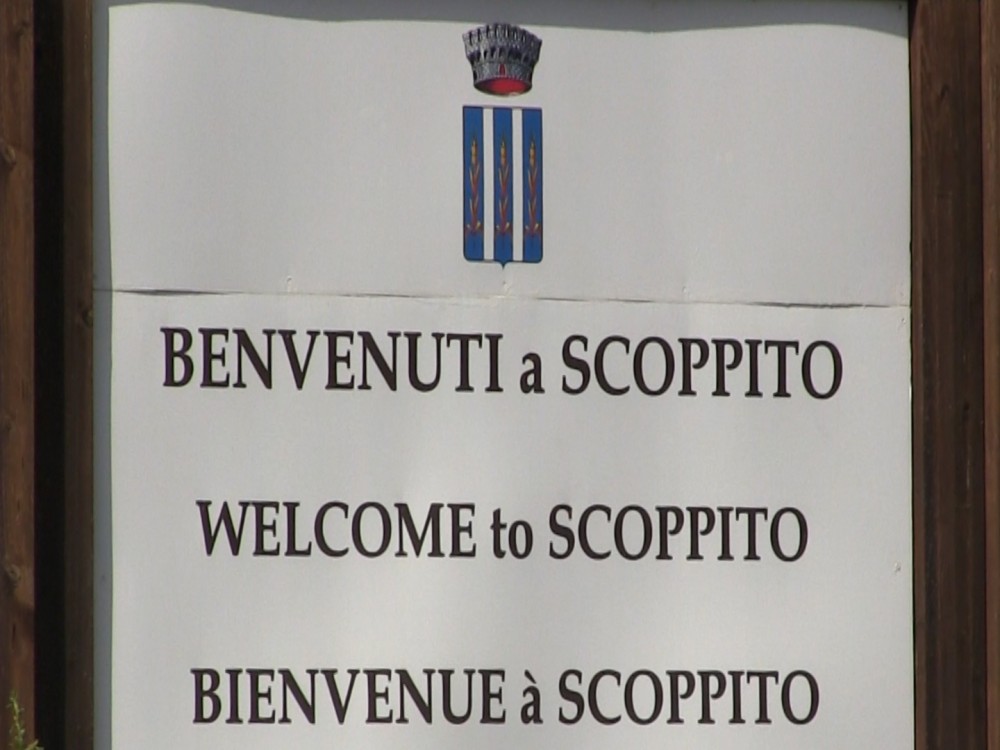 BENVENUTI a SCOPPITO
WELCOME to SCOPPITO
BIENVENUE à SCOPPITO